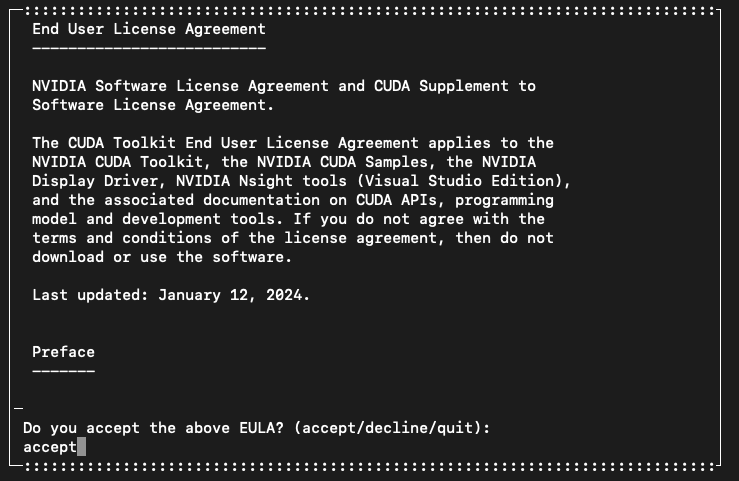 End User License Agreement
--------------------------
NVIDIA Software License Agreement and CUDA Supplement to
Software License Agreement.
The CUDA Toolkit End User License Agreement applies to the
NVIDIA CUDA Toolkit, the NVIDIA CUDA Samples, the NVIDIA
Display Driver, NVIDIA Nsight tools (Visual Studio Edition),
and the associated documentation on CUDA APIs, programming
model and development tools. If you do not agree with the
terms and conditions of the license agreement, then do not
download or use the software.
Last updated: January 12, 2024.
Preface
-------
Do you accept the above EULA? (accept/decline/quit):
accept